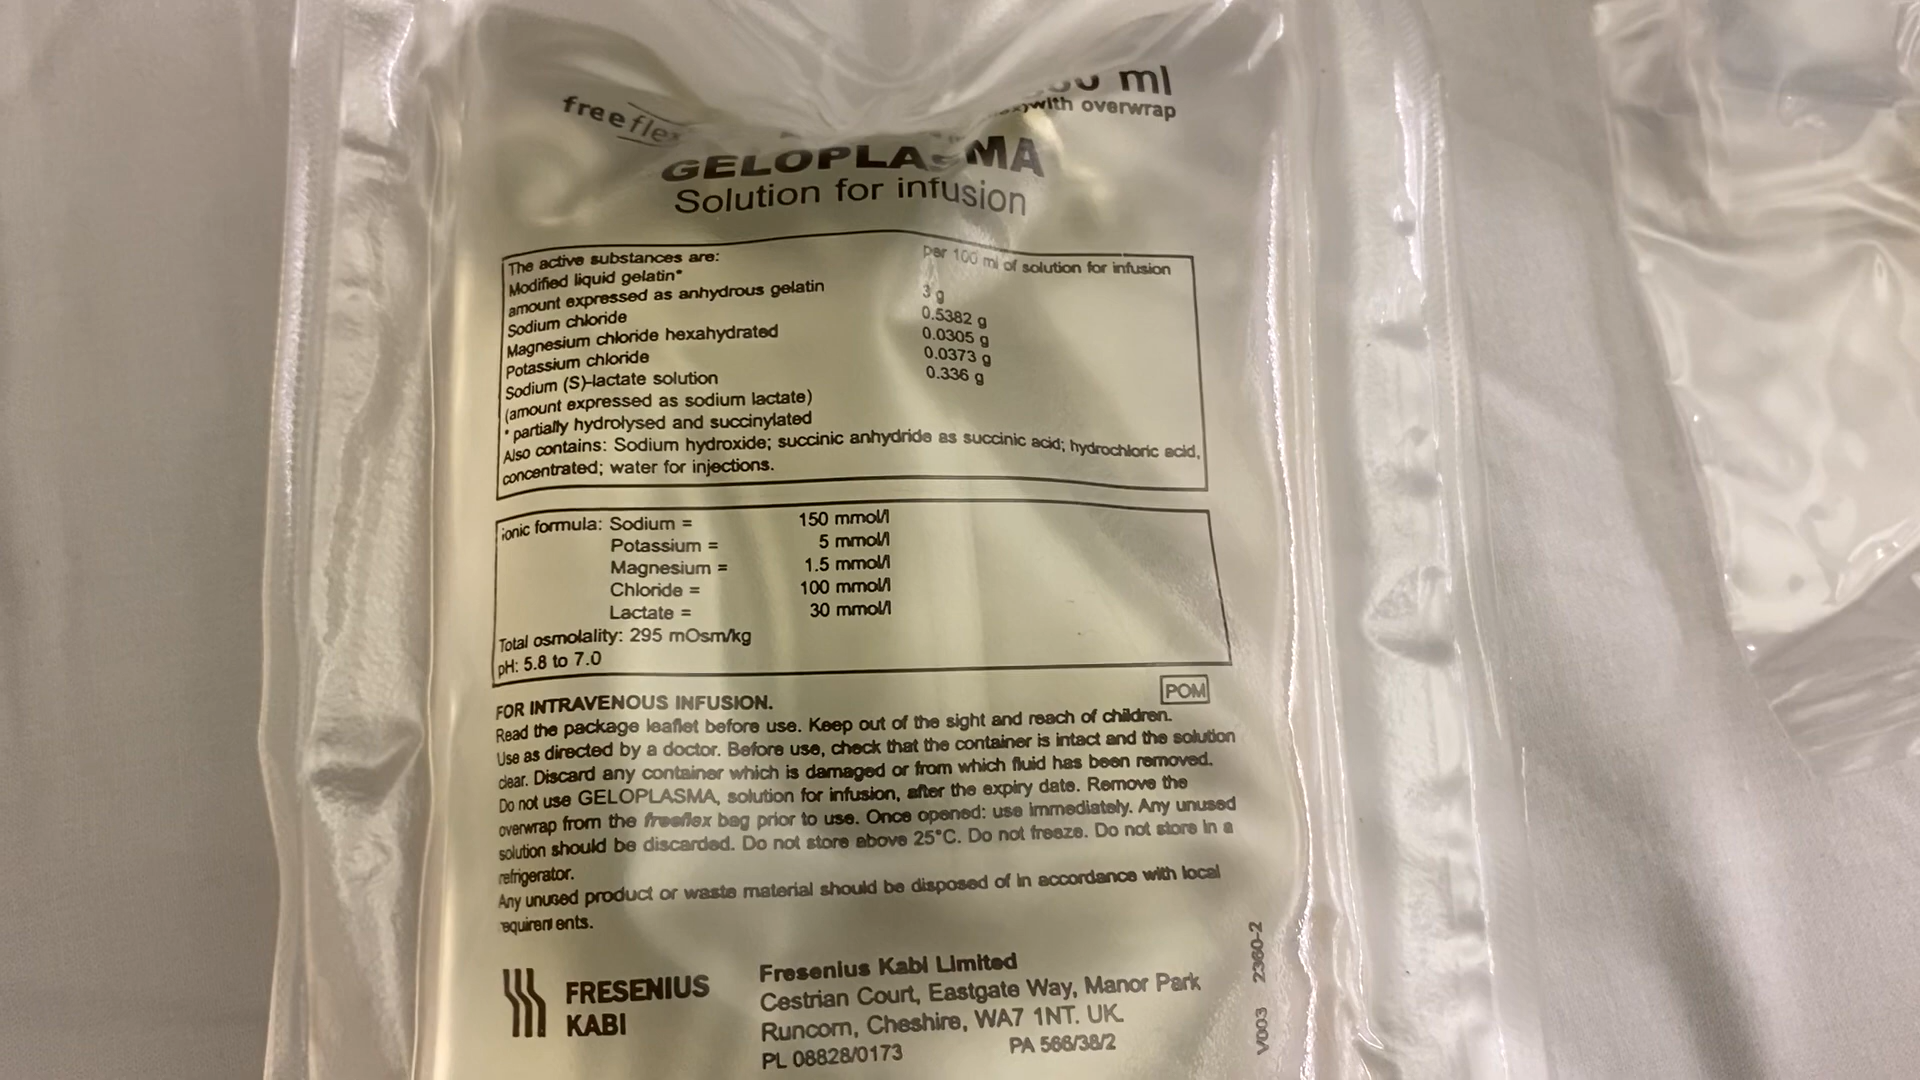 ml
freeflex
with overwrap
GELOPLASMA
Solution for infusion
The active substances are: per 100 ml of solution for infusion
Modified liquid gelatin*
amount expressed as anhydrous gelatin 3 g
Sodium chloride 0.5382 g
Magnesium chloride hexahydrated 0.0305 g
Potassium chloride 0.0373 g
Sodium (S)-lactate solution 0.336 g
(amount expressed as sodium lactate)
* partially hydrolysed and succinylated
Also contains: Sodium hydroxide; succinic anhydride as succinic acid; hydrochloric acid,
concentrated; water for injections.
ionic formula: Sodium = 150 mmol/l
Potassium = 5 mmol/l
Magnesium = 1.5 mmol/l
Chloride = 100 mmol/l
Lactate = 30 mmol/l
Total osmolality: 295 mOsm/kg
pH: 5.8 to 7.0
POM
FOR INTRAVENOUS INFUSION.
Read the package leaflet before use. Keep out of the sight and reach of children.
Use as directed by a doctor. Before use, check that the container is intact and the solution
clear. Discard any container which is damaged or from which fluid has been removed.
Do not use GELOPLASMA, solution for infusion, after the expiry date. Remove the
overwrap from the freeflex bag prior to use. Once opened: use immediately. Any unused
solution should be discarded. Do not store above 25°C. Do not freeze. Do not store in a
refrigerator.
Any unused product or waste material should be disposed of in accordance with local
requirements.
FRESENIUS
KABI
Fresenius Kabi Limited
Cestrian Court, Eastgate Way, Manor Park
Runcorn, Cheshire, WA7 1NT. UK.
PL 08828/0173 PA 566/38/2
V003 2360-2